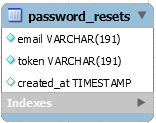 password_resets
email VARCHAR(191)
token VARCHAR(191)
created_at TIMESTAMP
Indexes